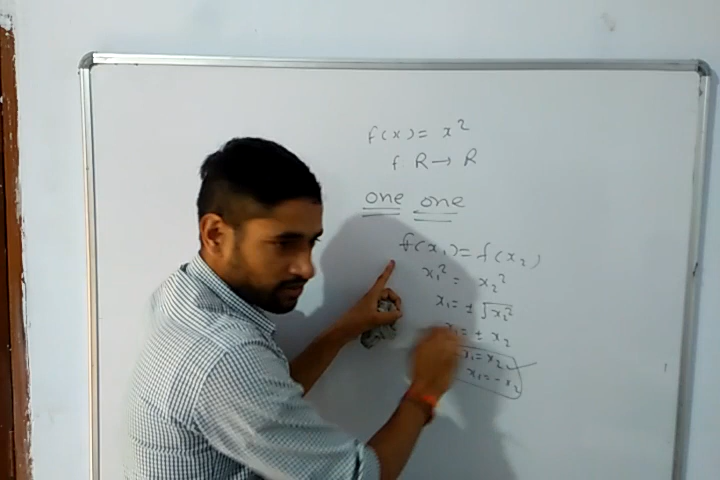 f(x) = x²
f R → R
one one
f(x₁) = f(x₂)
x₁² = x₂²
x₁ = ± √x₂²
x₁ = ± x₂
x₁ = x₂ ✓
x₁ = - x₂